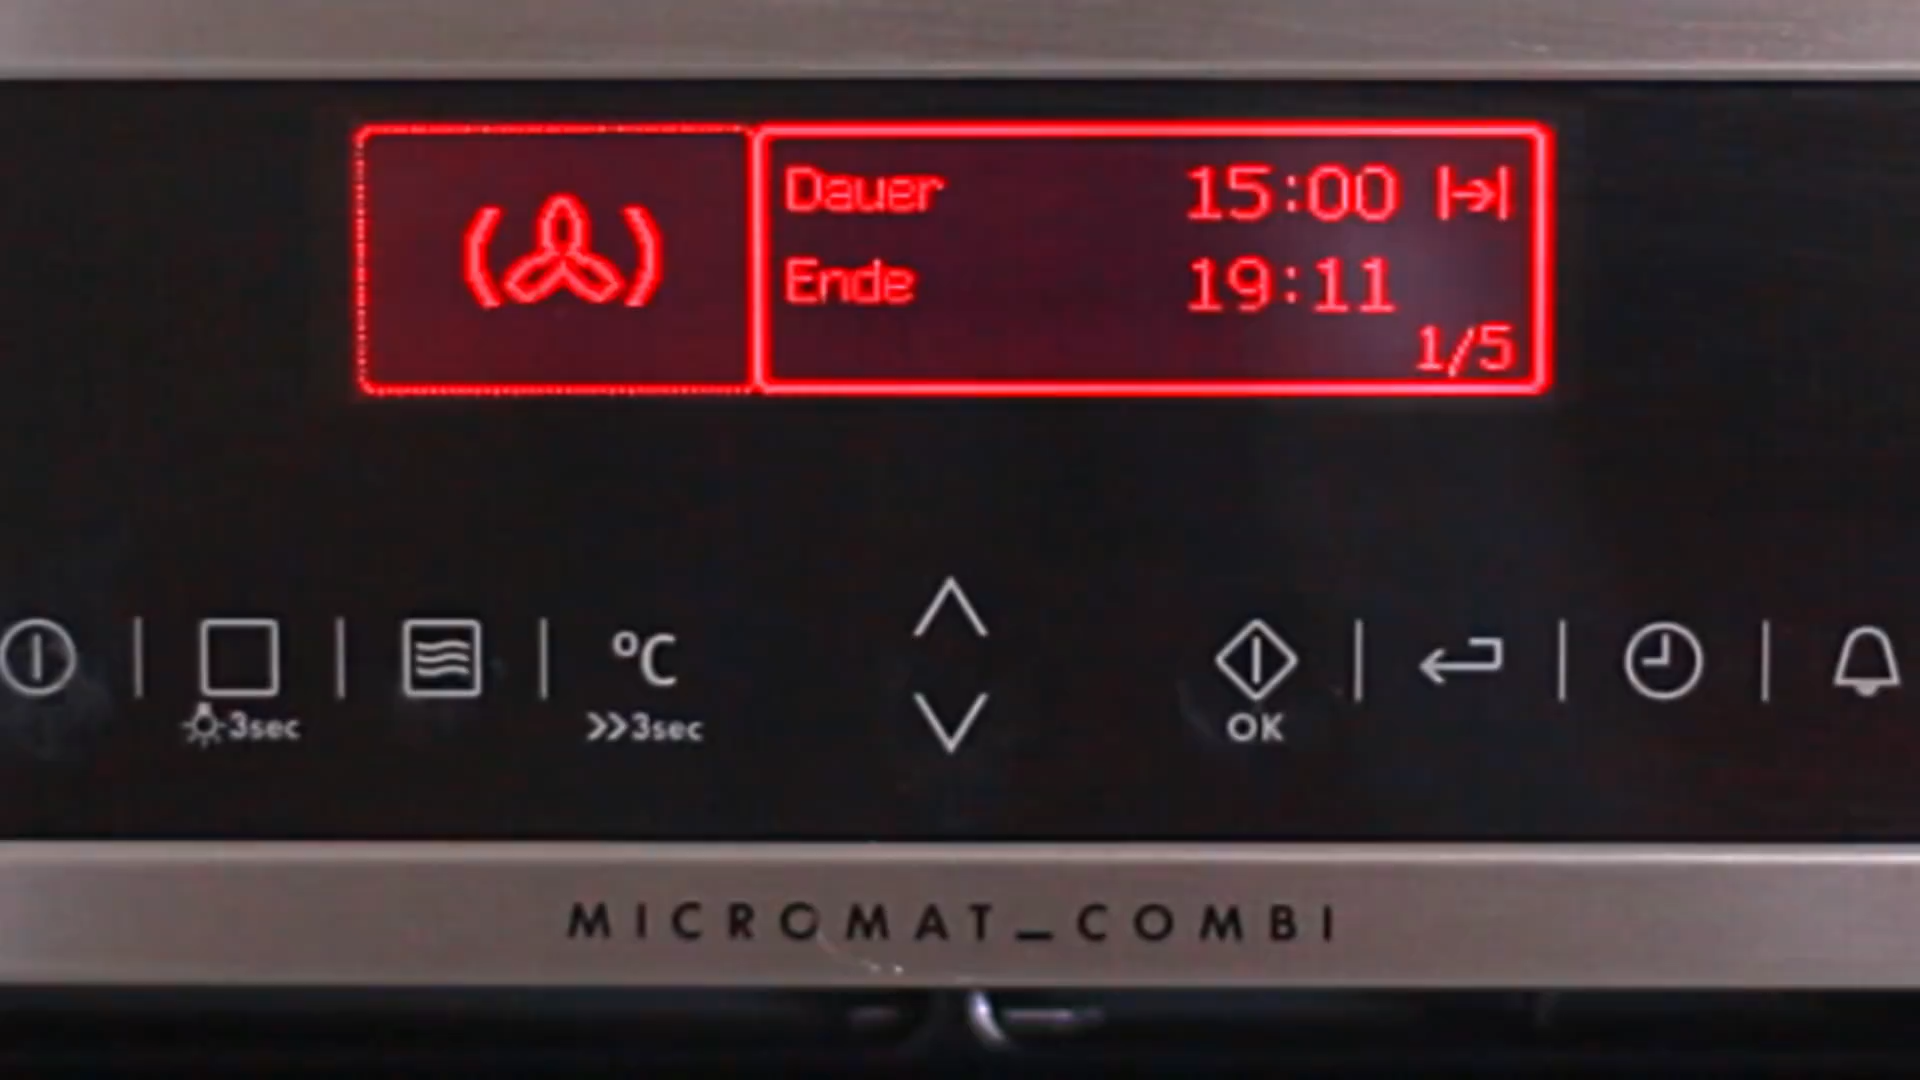 Dauer 15:00
Ende 19:11
1/5
°C
3sec >>3sec OK
MICROMAT_COMBI